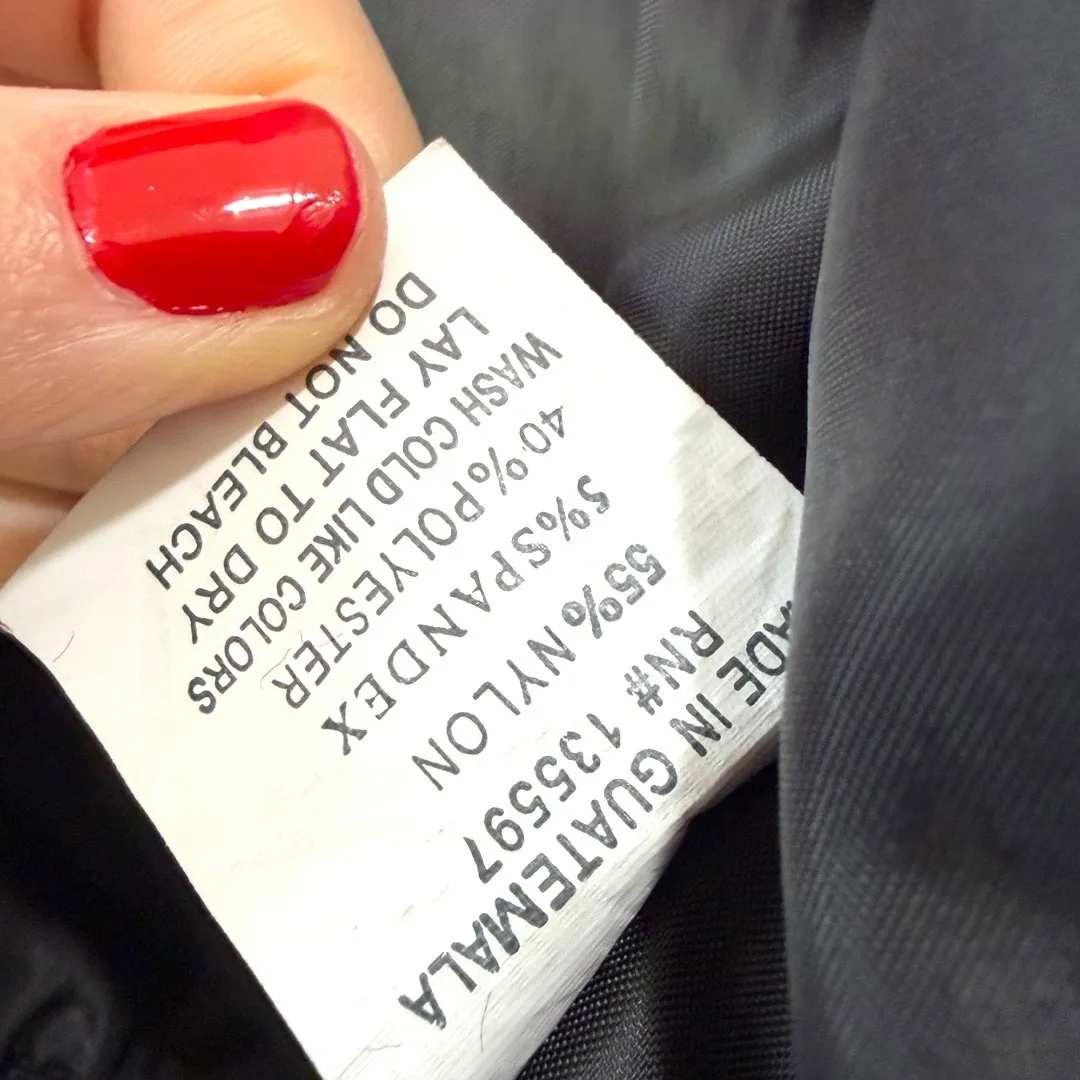 ADE IN GUATEMALA
RN# 135597
55% NYLON
5% SPANDEX
40% POLYESTER
WASH COLD LIKE COLORS
LAY FLAT TO DRY
DO NOT BLEACH